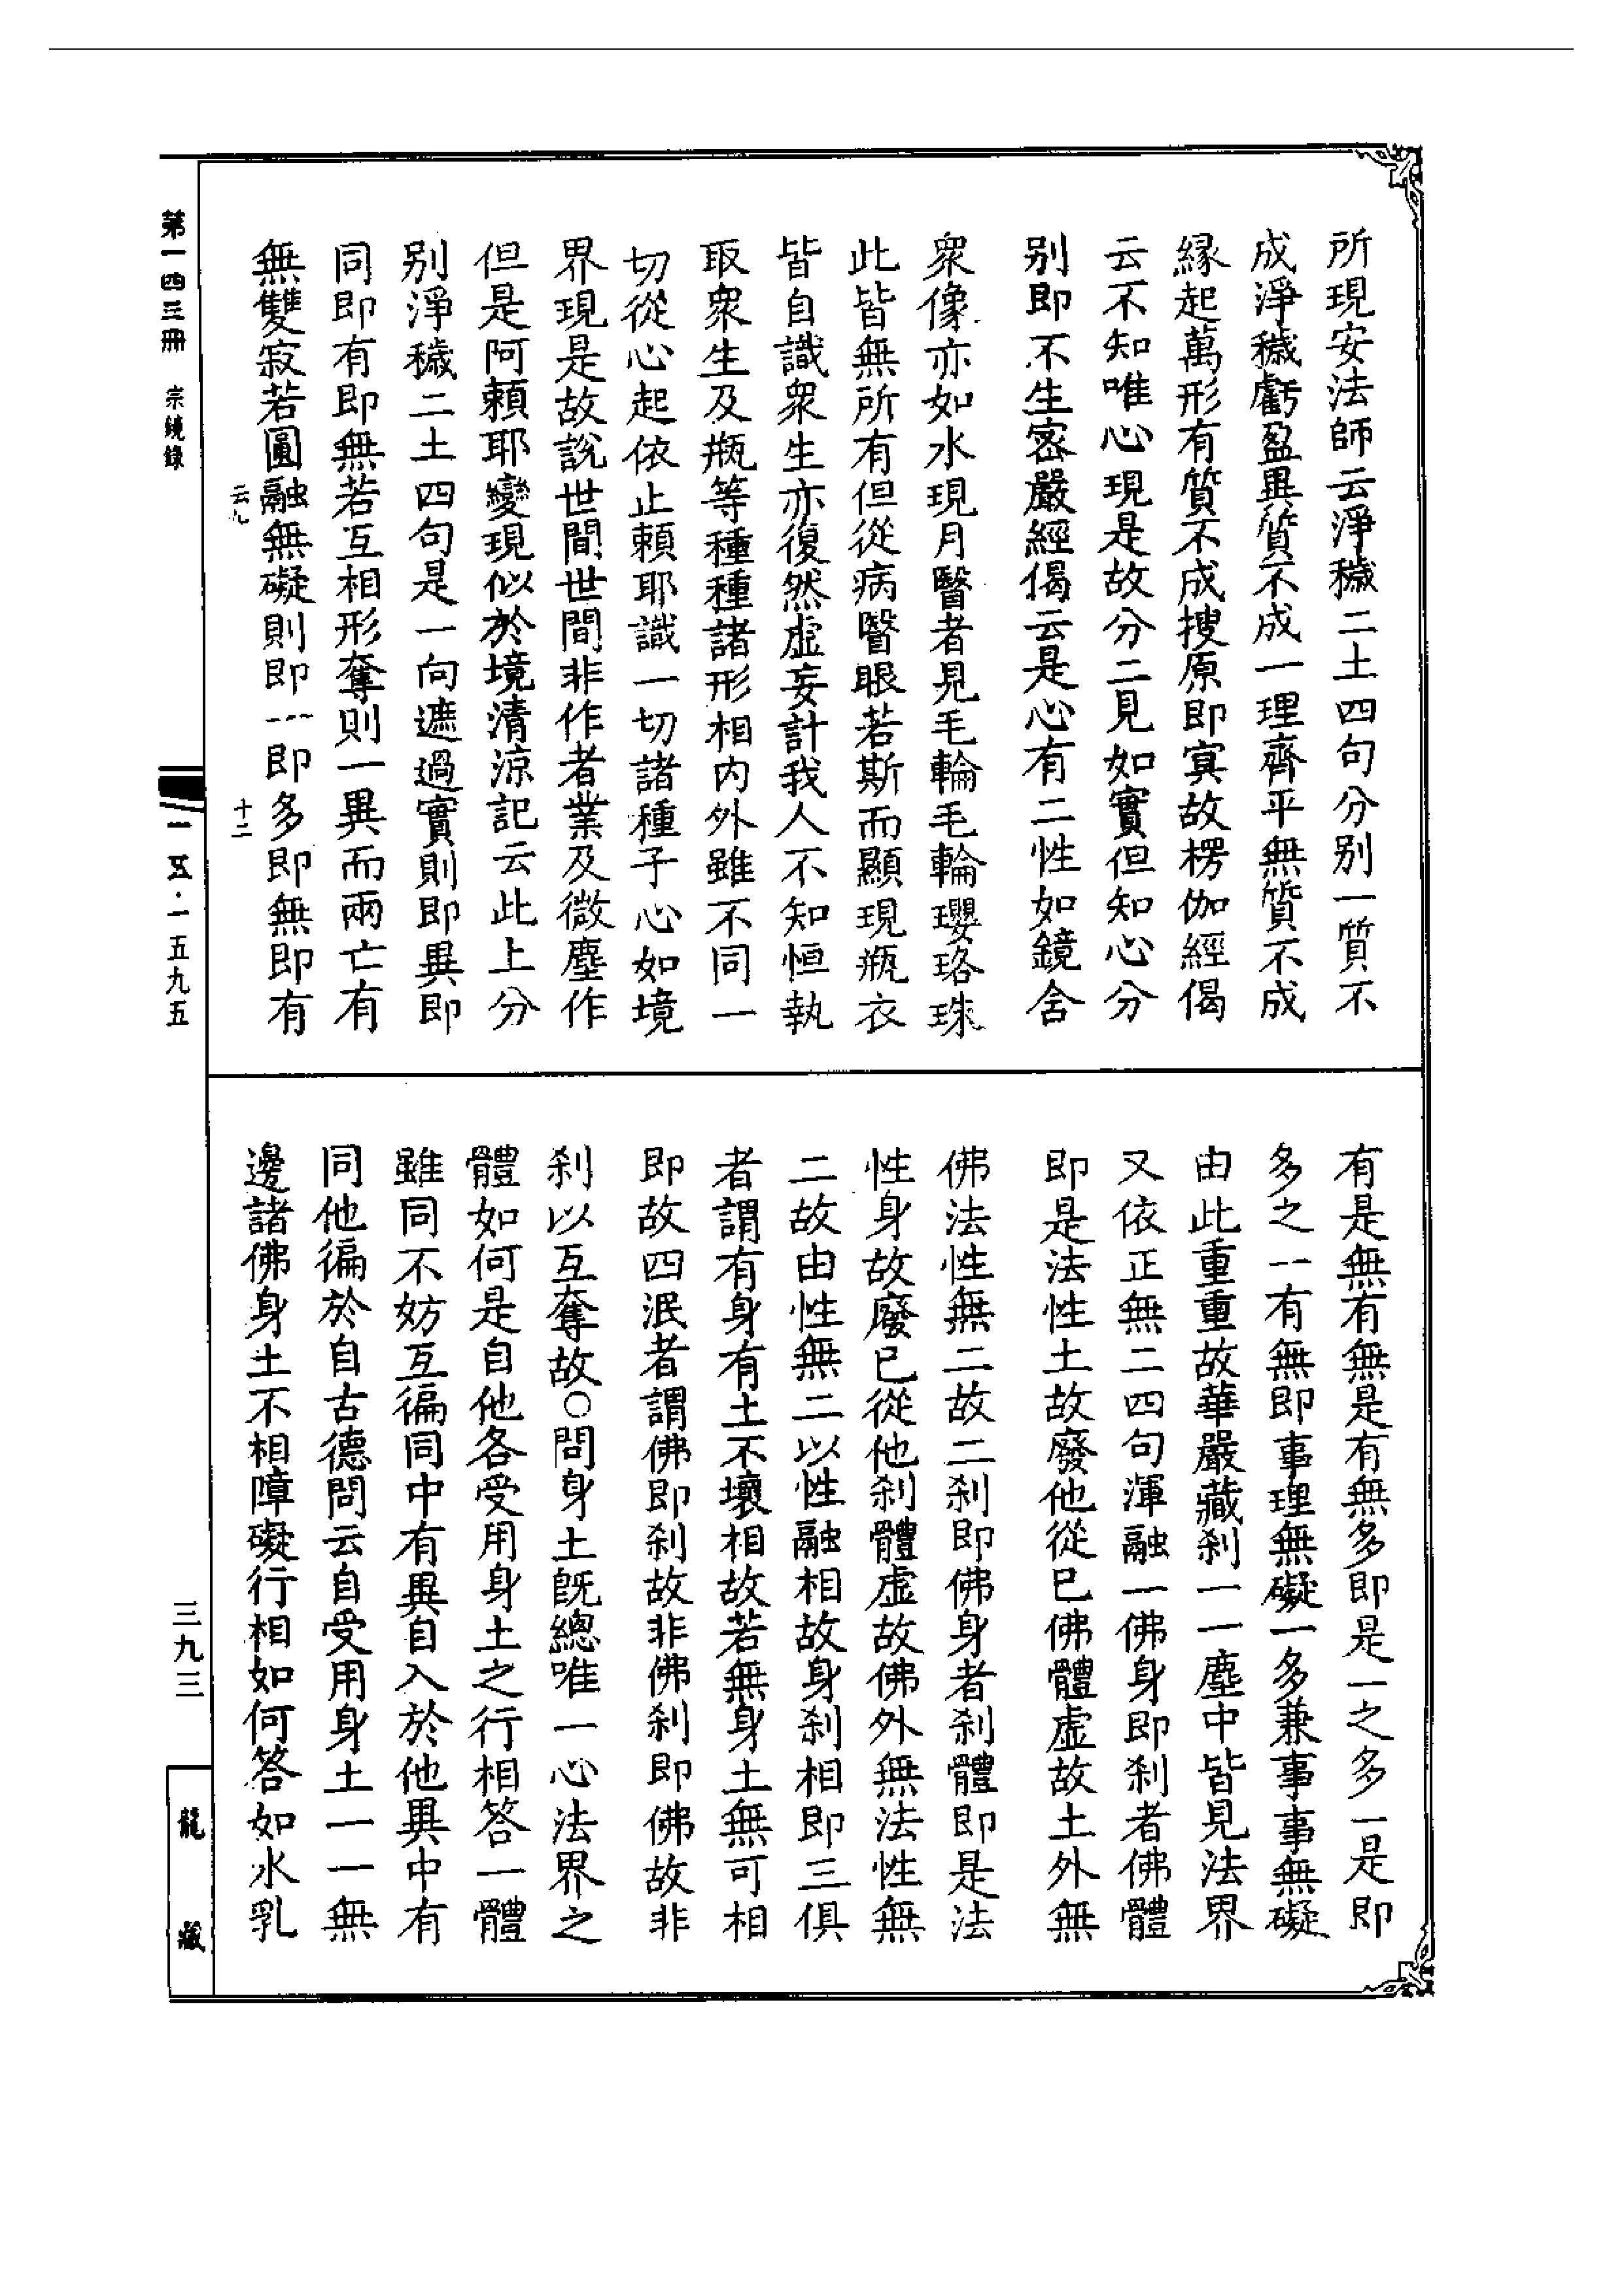 所現安法師云淨穢二土四句分別一質不
成淨穢虧盈異質不成一理齊平無質不成
緣起萬形有質不成搜原即寞故楞伽經偈
云不知唯心現是故分二見如實但知心分
別即不生密嚴經偈云是心有二性如鏡含
眾像亦如水現月瞖者見毛輪毛輪瓔珞珠
此皆無所有但從病瞖眼若斯而顯現瓶衣
皆自識眾生亦復然虛妄計我人不知恒執
取眾生及瓶等種種諸形相內外雖不同一
切從心起依止賴耶識一切諸種子心如境
界現是故說世間世間非作者業及微塵作
但是阿賴耶變現似於境清涼記云此上分
別淨穢二土四句是一向遮過實則即異即
同即有即無若互相形奪則一異而兩亡有
無雙寂若圓融無礙則即一即多即無即有
有是無有無是有無多即是一之多一是即
多之一有無即事理無礙一多兼事事無礙
由此重重故華嚴藏剎一一塵中皆見法界
又依正無二四句渾融一佛身即剎者佛體
即是法性土故廢他從已佛體虛故土外無
佛法性無二故二剎即佛身者剎體即是法
性身故廢已從他剎體虛故佛外無法性無
二故由性無二以性融相故身剎相即三俱
者謂有身有土不壞相故若無身土無可相
即故四泯者謂佛即剎故非佛剎即佛故非
剎以互奪故○問身土既總唯一心法界之
體如何是自他各受用身土之行相答一體
雖同不妨互徧同中有異自入於他異中有
同他徧於自古德問云自受用身土一一無
邊諸佛身土不相障礙行相如何答如水乳
第一四三冊 宗鏡錄
云九 十二
一五·一五九五
三九三
龍藏